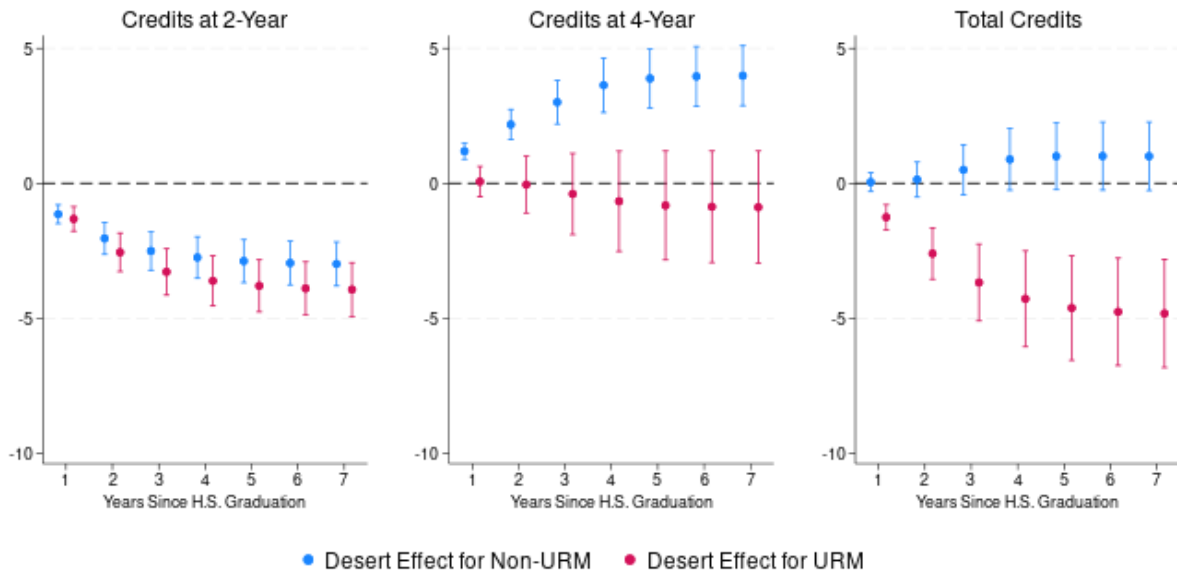 Credits at 2-Year
5
0
-5
-10
1 2 3 4 5 6 7
Years Since H.S. Graduation
Credits at 4-Year
5
0
-5
-10
1 2 3 4 5 6 7
Years Since H.S. Graduation
Total Credits
5
0
-5
-10
1 2 3 4 5 6 7
Years Since H.S. Graduation
Desert Effect for Non-URM Desert Effect for URM